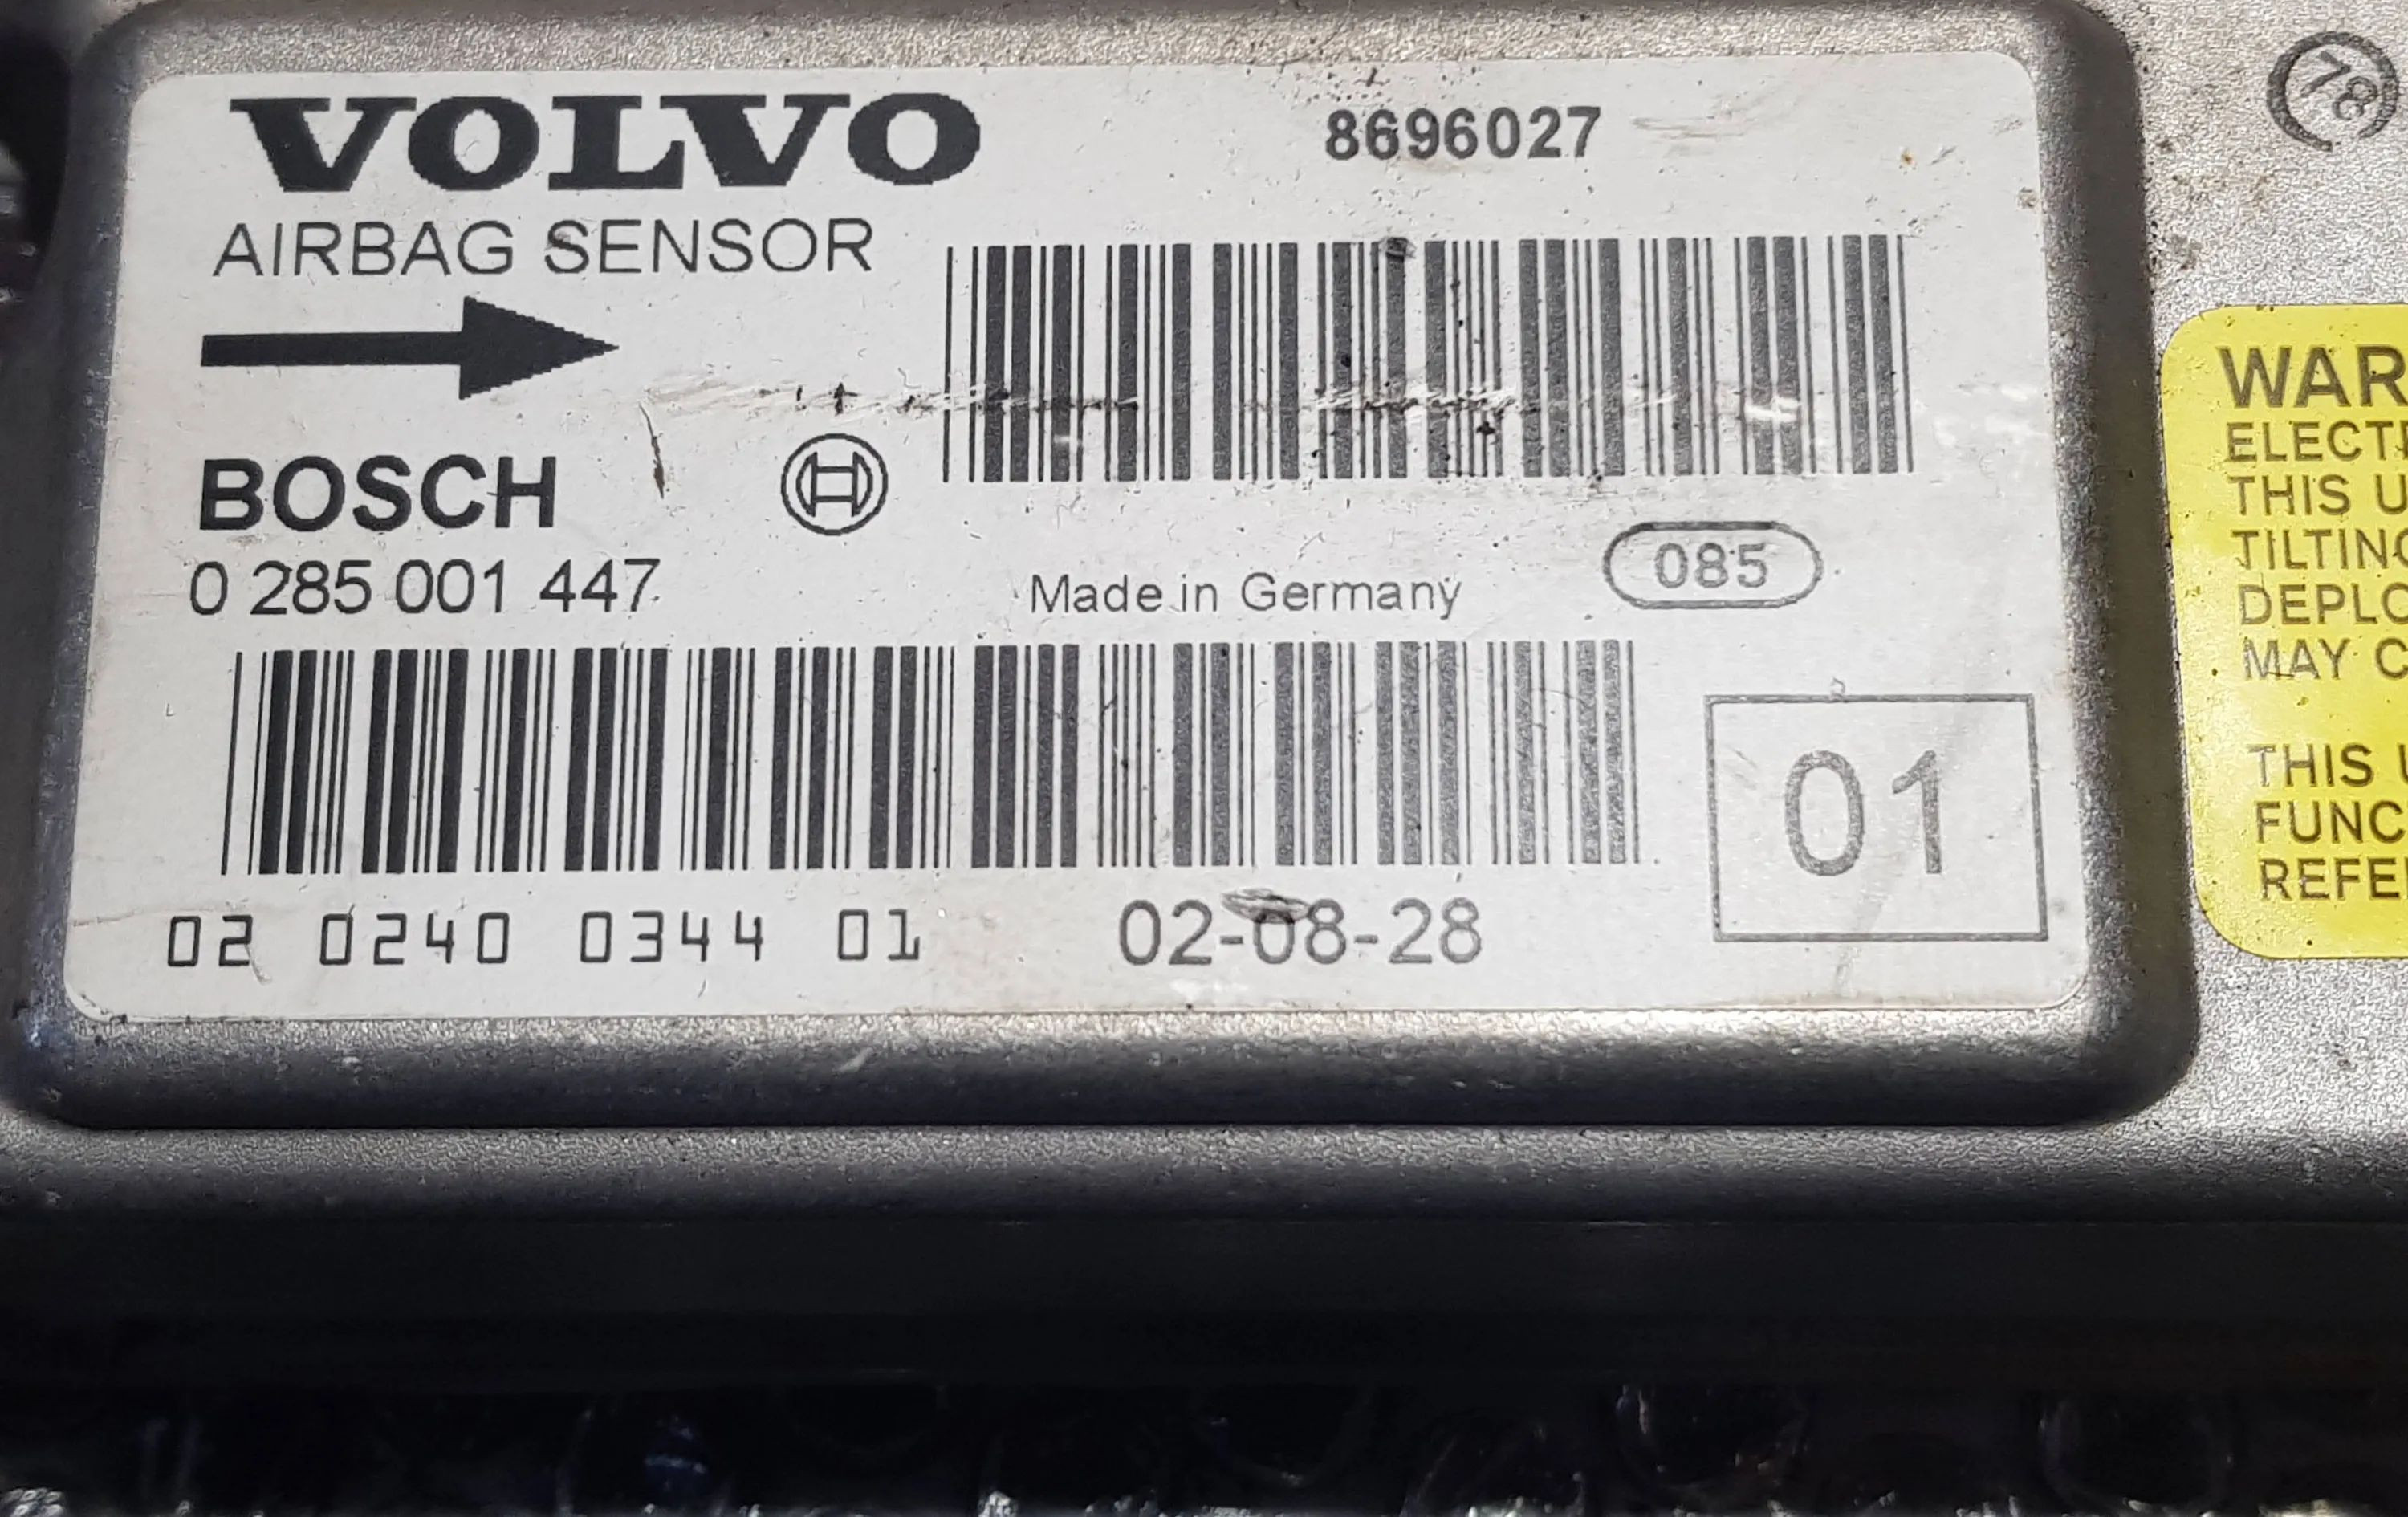 VOLVO
8696027
AIRBAG SENSOR
BOSCH
0 285 001 447
Made in Germany
085
01
02 0240 0344 01
02-08-28
78
WAR
ELECT
THIS U
TILTING
DEPLO
MAY C
THIS U
FUNC
REFE